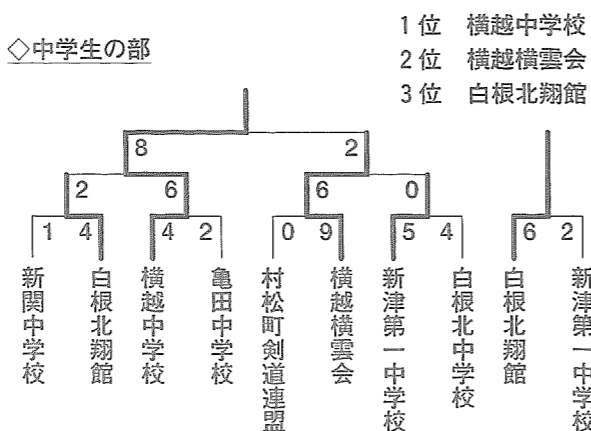 ◇中学生の部
1位 横越中学校
2位 横越横雲会
3位 白根北翔館
8 2
2 6 6 0
1 4 4 2 0 9 5 4 6 2
新関中学校
白根北翔館
横越中学校
亀田中学校
村松町剣道連盟
横越横雲会
新津第一中学校
白根北中学校
白根北翔館
新津第一中学校